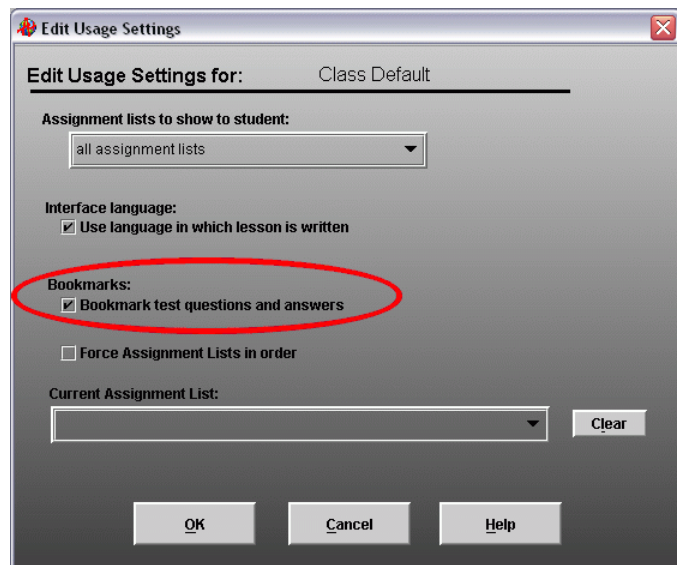 Edit Usage Settings
Edit Usage Settings for: Class Default
Assignment lists to show to student:
all assignment lists
Interface language:
Use language in which lesson is written
Bookmarks:
Bookmark test questions and answers
Force Assignment Lists in order
Current Assignment List:
Clear
OK Cancel Help